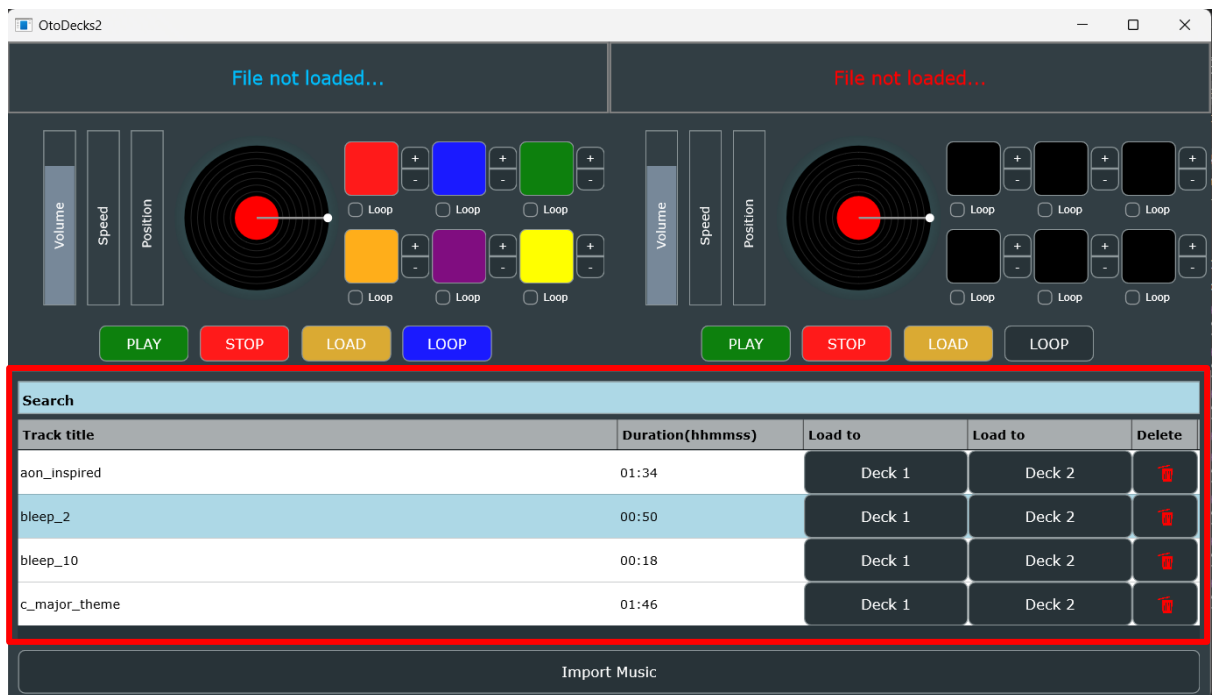 OtoDecks2
File not loaded... File not loaded...
Volume Speed Position + - + - + - Volume Speed Position + - + - + -
Loop Loop Loop Loop Loop Loop
+ - + - + - + - + - + -
Loop Loop Loop Loop Loop Loop
PLAY STOP LOAD LOOP PLAY STOP LOAD LOOP
Search
Track title Duration(hhmmss) Load to Load to Delete
aon_inspired 01:34 Deck 1 Deck 2
bleep_2 00:50 Deck 1 Deck 2
bleep_10 00:18 Deck 1 Deck 2
c_major_theme 01:46 Deck 1 Deck 2
Import Music